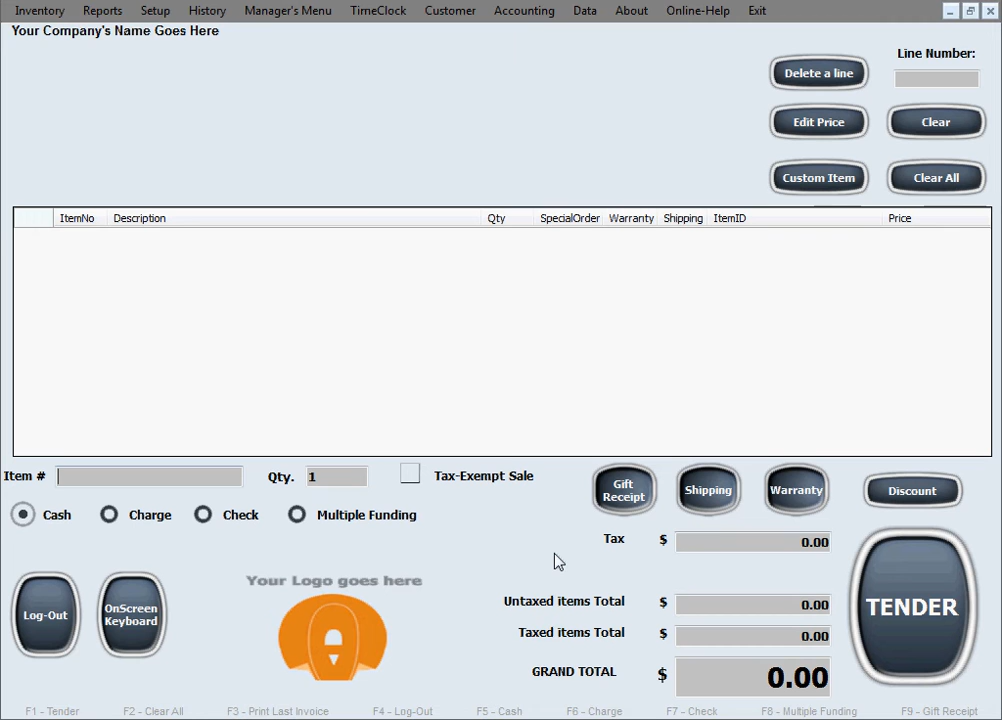 Inventory Reports Setup History Manager's Menu TimeClock Customer Accounting Data About Online-Help Exit
Your Company's Name Goes Here
Line Number:
Delete a line
Edit Price Clear
Custom Item Clear All
ItemNo Description Qty SpecialOrder Warranty Shipping ItemID Price
Item # Qty. 1 Tax-Exempt Sale
Gift
Receipt
Shipping Warranty Discount
Cash Charge Check Multiple Funding
Tax $ 0.00
Log-Out
OnScreen
Keyboard
Your Logo goes here
Untaxed items Total $ 0.00
Taxed items Total $ 0.00
GRAND TOTAL $ 0.00
TENDER
F1 - Tender F2 - Clear All F3 - Print Last Invoice F4 - Log-Out F5 - Cash F6 - Charge F7 - Check F8 - Multiple Funding F9 - Gift Receipt